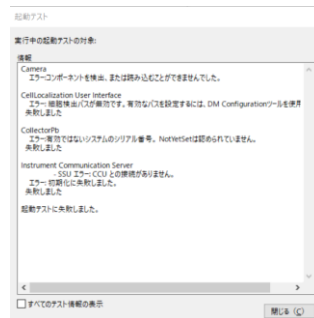 起動テスト
実行中の起動テストの対象:
情報
Camera
エラーコンポーネントを検出、または読み込むことができませんでした。
CellLocalization User Interface
エラー: 細胞検出パスが無効です。有効なパスを設定するには、DM Configurationツールを使用
失敗しました
CollectorPb
エラー:有効ではないシステムのシリアル番号。NotYetSetは認められていません。
失敗しました
Instrument Communication Server
- SSU エラー: CCU との接続がありません。
エラー: 初期化に失敗しました。
失敗しました
起動テストに失敗しました。
すべてのテスト情報の表示
閉じる (C)